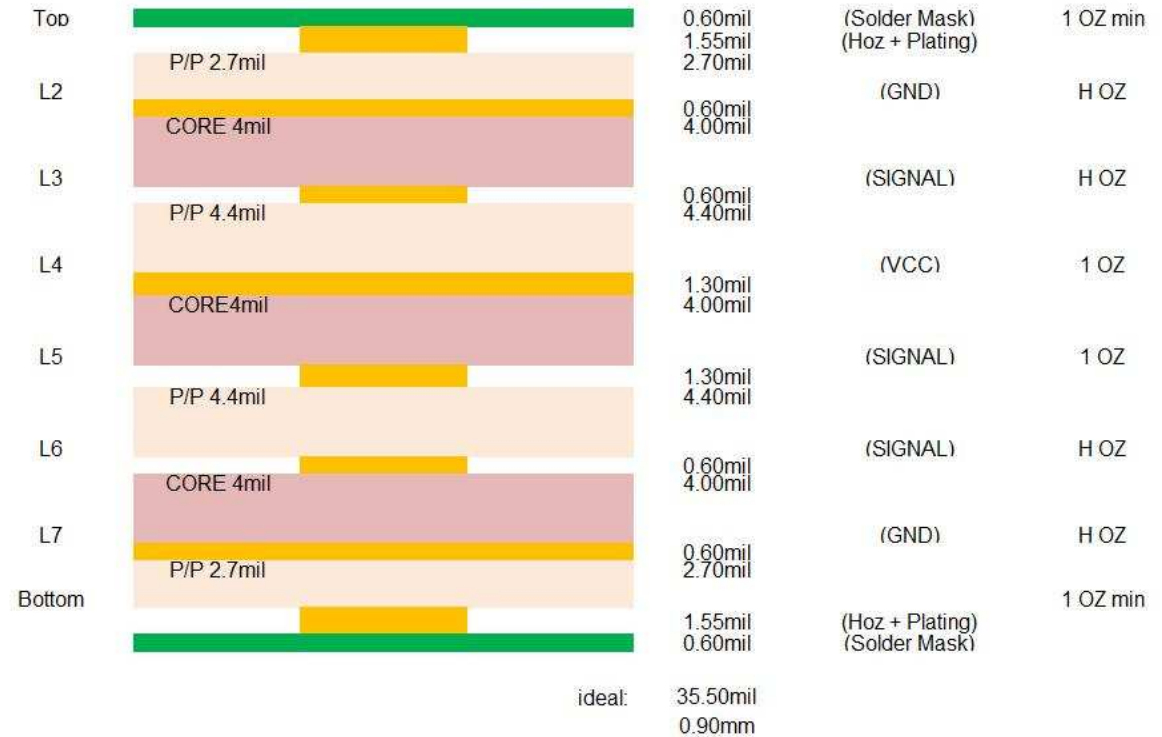 Top 0.60mil (Solder Mask) 1 OZ min
1.55mil (Hoz + Plating)
P/P 2.7mil 2.70mil
L2 (GND) H OZ
0.60mil
CORE 4mil 4.00mil
L3 (SIGNAL) H OZ
0.60mil
P/P 4.4mil 4.40mil
L4 (VCC) 1 OZ
1.30mil
CORE4mil 4.00mil
L5 (SIGNAL) 1 OZ
1.30mil
P/P 4.4mil 4.40mil
L6 (SIGNAL) H OZ
0.60mil
CORE 4mil 4.00mil
L7 (GND) H OZ
0.60mil
P/P 2.7mil 2.70mil
Bottom 1 OZ min
1.55mil (Hoz + Plating)
0.60mil (Solder Mask)
ideal: 35.50mil
0.90mm